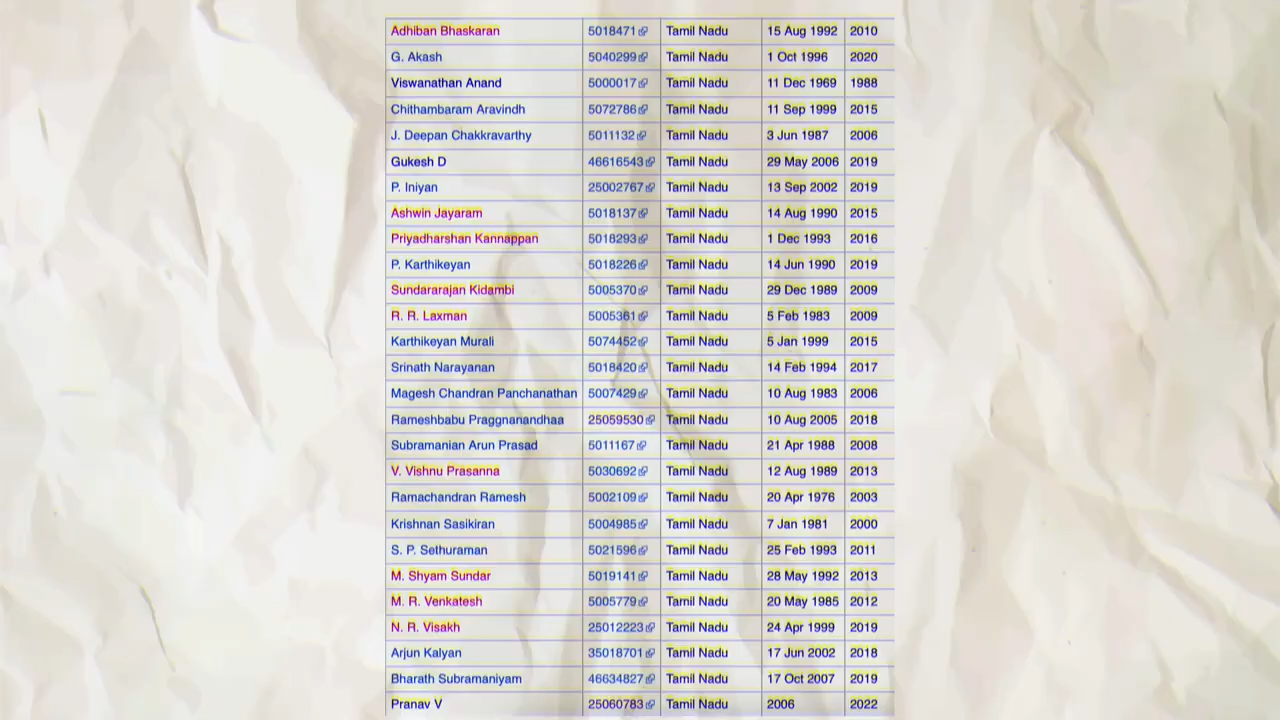 Adhiban Bhaskaran 5018471 Tamil Nadu 15 Aug 1992 2010
G. Akash 5040299 Tamil Nadu 1 Oct 1996 2020
Viswanathan Anand 5000017 Tamil Nadu 11 Dec 1969 1988
Chithambaram Aravindh 5072786 Tamil Nadu 11 Sep 1999 2015
J. Deepan Chakkravarthy 5011132 Tamil Nadu 3 Jun 1987 2006
Gukesh D 46616543 Tamil Nadu 29 May 2006 2019
P. Iniyan 25002767 Tamil Nadu 13 Sep 2002 2019
Ashwin Jayaram 5018137 Tamil Nadu 14 Aug 1990 2015
Priyadharshan Kannappan 5018293 Tamil Nadu 1 Dec 1993 2016
P. Karthikeyan 5018226 Tamil Nadu 14 Jun 1990 2019
Sundararajan Kidambi 5005370 Tamil Nadu 29 Dec 1989 2009
R. R. Laxman 5005361 Tamil Nadu 5 Feb 1983 2009
Karthikeyan Murali 5074452 Tamil Nadu 5 Jan 1999 2015
Srinath Narayanan 5018420 Tamil Nadu 14 Feb 1994 2017
Magesh Chandran Panchanathan 5007429 Tamil Nadu 10 Aug 1983 2006
Rameshbabu Praggnanandhaa 25059530 Tamil Nadu 10 Aug 2005 2018
Subramanian Arun Prasad 5011167 Tamil Nadu 21 Apr 1988 2008
V. Vishnu Prasanna 5030692 Tamil Nadu 12 Aug 1989 2013
Ramachandran Ramesh 5002109 Tamil Nadu 20 Apr 1976 2003
Krishnan Sasikiran 5004985 Tamil Nadu 7 Jan 1981 2000
S. P. Sethuraman 5021596 Tamil Nadu 25 Feb 1993 2011
M. Shyam Sundar 5019141 Tamil Nadu 28 May 1992 2013
M. R. Venkatesh 5005779 Tamil Nadu 20 May 1985 2012
N. R. Visakh 25012223 Tamil Nadu 24 Apr 1999 2019
Arjun Kalyan 35018701 Tamil Nadu 17 Jun 2002 2018
Bharath Subramaniyam 46634827 Tamil Nadu 17 Oct 2007 2019
Pranav V 25060783 Tamil Nadu 2006 2022